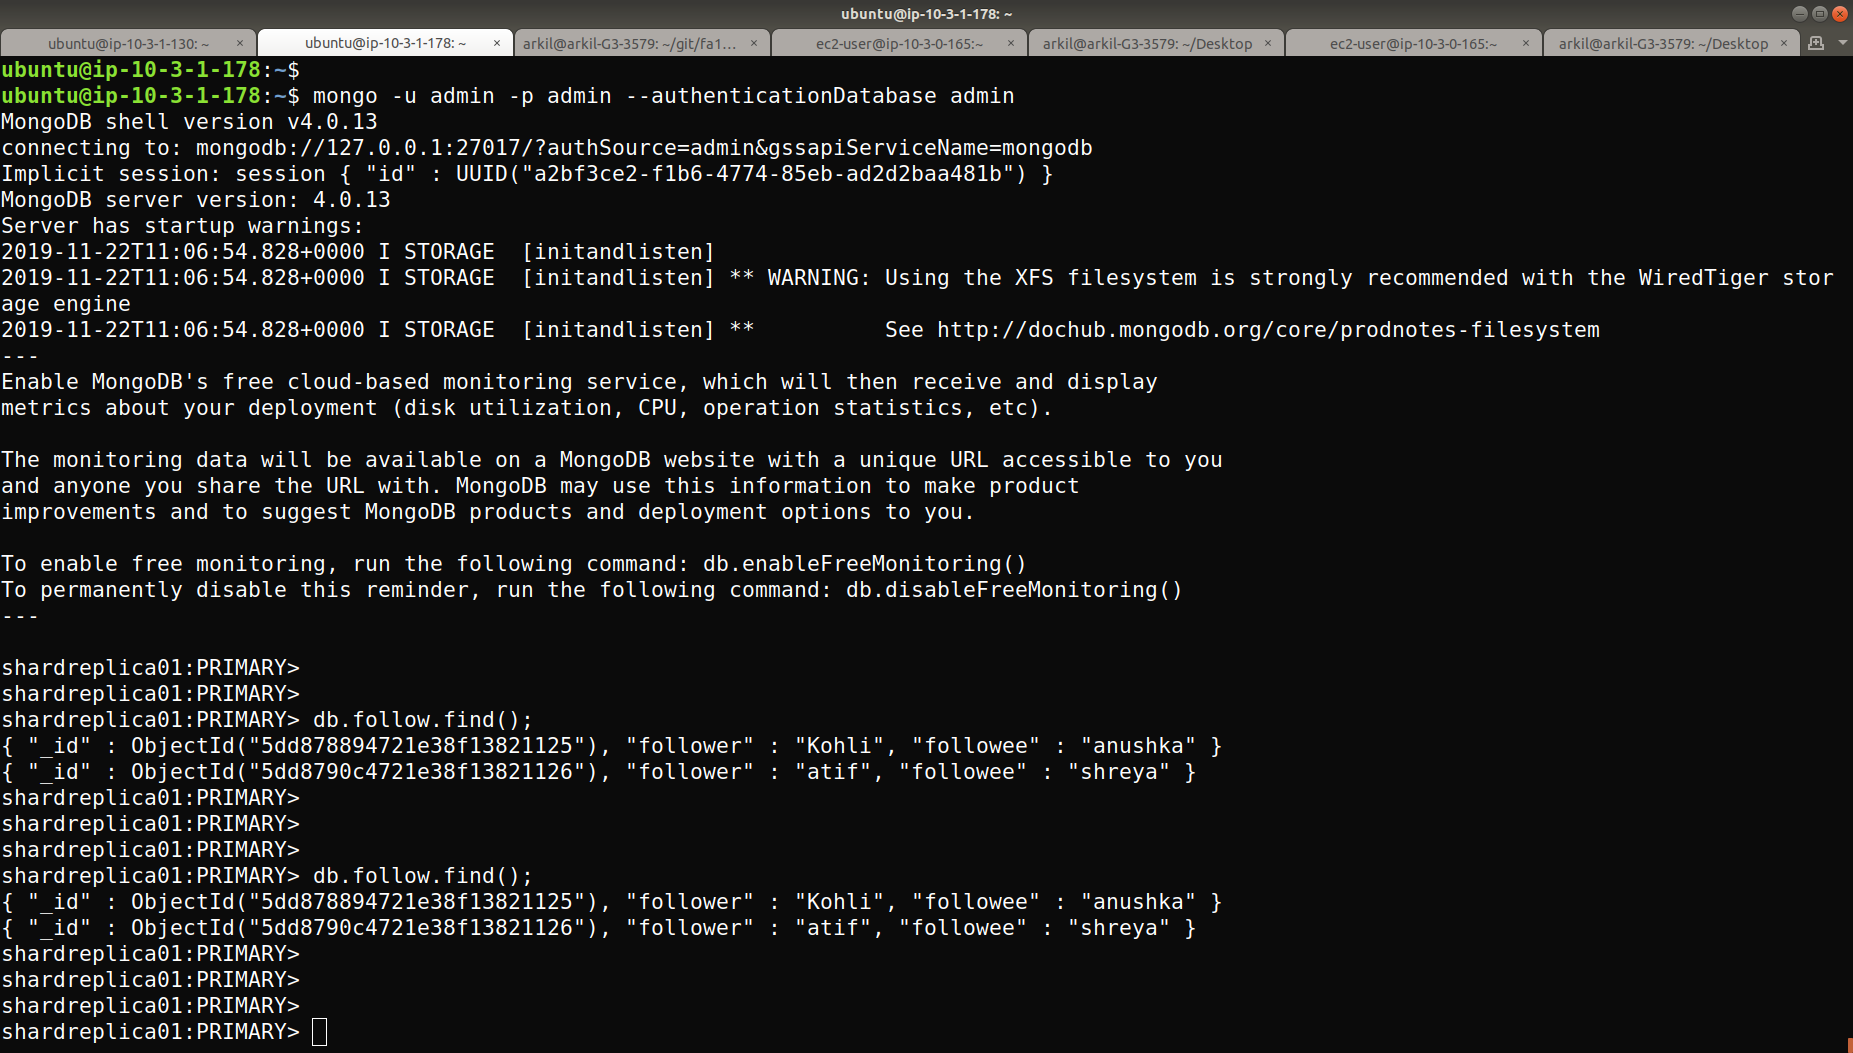 ubuntu@ip-10-3-1-178: ~
ubuntu@ip-10-3-1-130: ~ × ubuntu@ip-10-3-1-178: ~ × arkil@arkil-G3-3579: ~/git/fa1... × ec2-user@ip-10-3-0-165:~ × arkil@arkil-G3-3579: ~/Desktop × ec2-user@ip-10-3-0-165:~ × arkil@arkil-G3-3579: ~/Desktop ×
ubuntu@ip-10-3-1-178:~$
ubuntu@ip-10-3-1-178:~$ mongo -u admin -p admin --authenticationDatabase admin
MongoDB shell version v4.0.13
connecting to: mongodb://127.0.0.1:27017/?authSource=admin&gssapiServiceName=mongodb
Implicit session: session { "id" : UUID("a2bf3ce2-f1b6-4774-85eb-ad2d2baa481b") }
MongoDB server version: 4.0.13
Server has startup warnings:
2019-11-22T11:06:54.828+0000 I STORAGE  [initandlisten]
2019-11-22T11:06:54.828+0000 I STORAGE  [initandlisten] ** WARNING: Using the XFS filesystem is strongly recommended with the WiredTiger stor
age engine
2019-11-22T11:06:54.828+0000 I STORAGE  [initandlisten] **          See http://dochub.mongodb.org/core/prodnotes-filesystem
---
Enable MongoDB's free cloud-based monitoring service, which will then receive and display
metrics about your deployment (disk utilization, CPU, operation statistics, etc).

The monitoring data will be available on a MongoDB website with a unique URL accessible to you
and anyone you share the URL with. MongoDB may use this information to make product
improvements and to suggest MongoDB products and deployment options to you.

To enable free monitoring, run the following command: db.enableFreeMonitoring()
To permanently disable this reminder, run the following command: db.disableFreeMonitoring()
---

shardreplica01:PRIMARY>
shardreplica01:PRIMARY>
shardreplica01:PRIMARY> db.follow.find();
{ "_id" : ObjectId("5dd878894721e38f13821125"), "follower" : "Kohli", "followee" : "anushka" }
{ "_id" : ObjectId("5dd8790c4721e38f13821126"), "follower" : "atif", "followee" : "shreya" }
shardreplica01:PRIMARY>
shardreplica01:PRIMARY>
shardreplica01:PRIMARY>
shardreplica01:PRIMARY> db.follow.find();
{ "_id" : ObjectId("5dd878894721e38f13821125"), "follower" : "Kohli", "followee" : "anushka" }
{ "_id" : ObjectId("5dd8790c4721e38f13821126"), "follower" : "atif", "followee" : "shreya" }
shardreplica01:PRIMARY>
shardreplica01:PRIMARY>
shardreplica01:PRIMARY>
shardreplica01:PRIMARY>